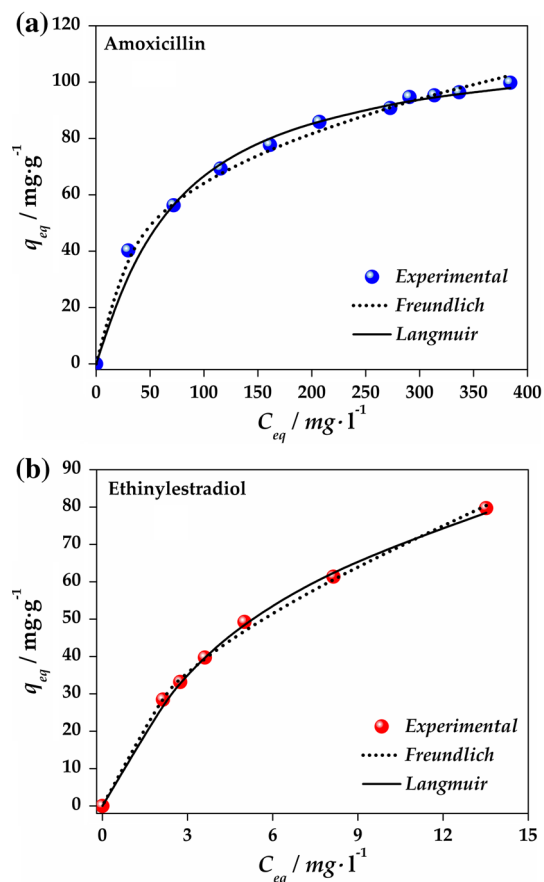 (a)
Amoxicillin
120
100
80
60
40
20
0
q_eq / mg·g⁻¹
Experimental
Freundlich
Langmuir
0 50 100 150 200 250 300 350 400
C_eq / mg·l⁻¹
(b)
Ethinylestradiol
90
80
70
60
50
40
30
20
10
0
q_eq / mg·g⁻¹
Experimental
Freundlich
Langmuir
0 3 6 9 12 15
C_eq / mg·l⁻¹